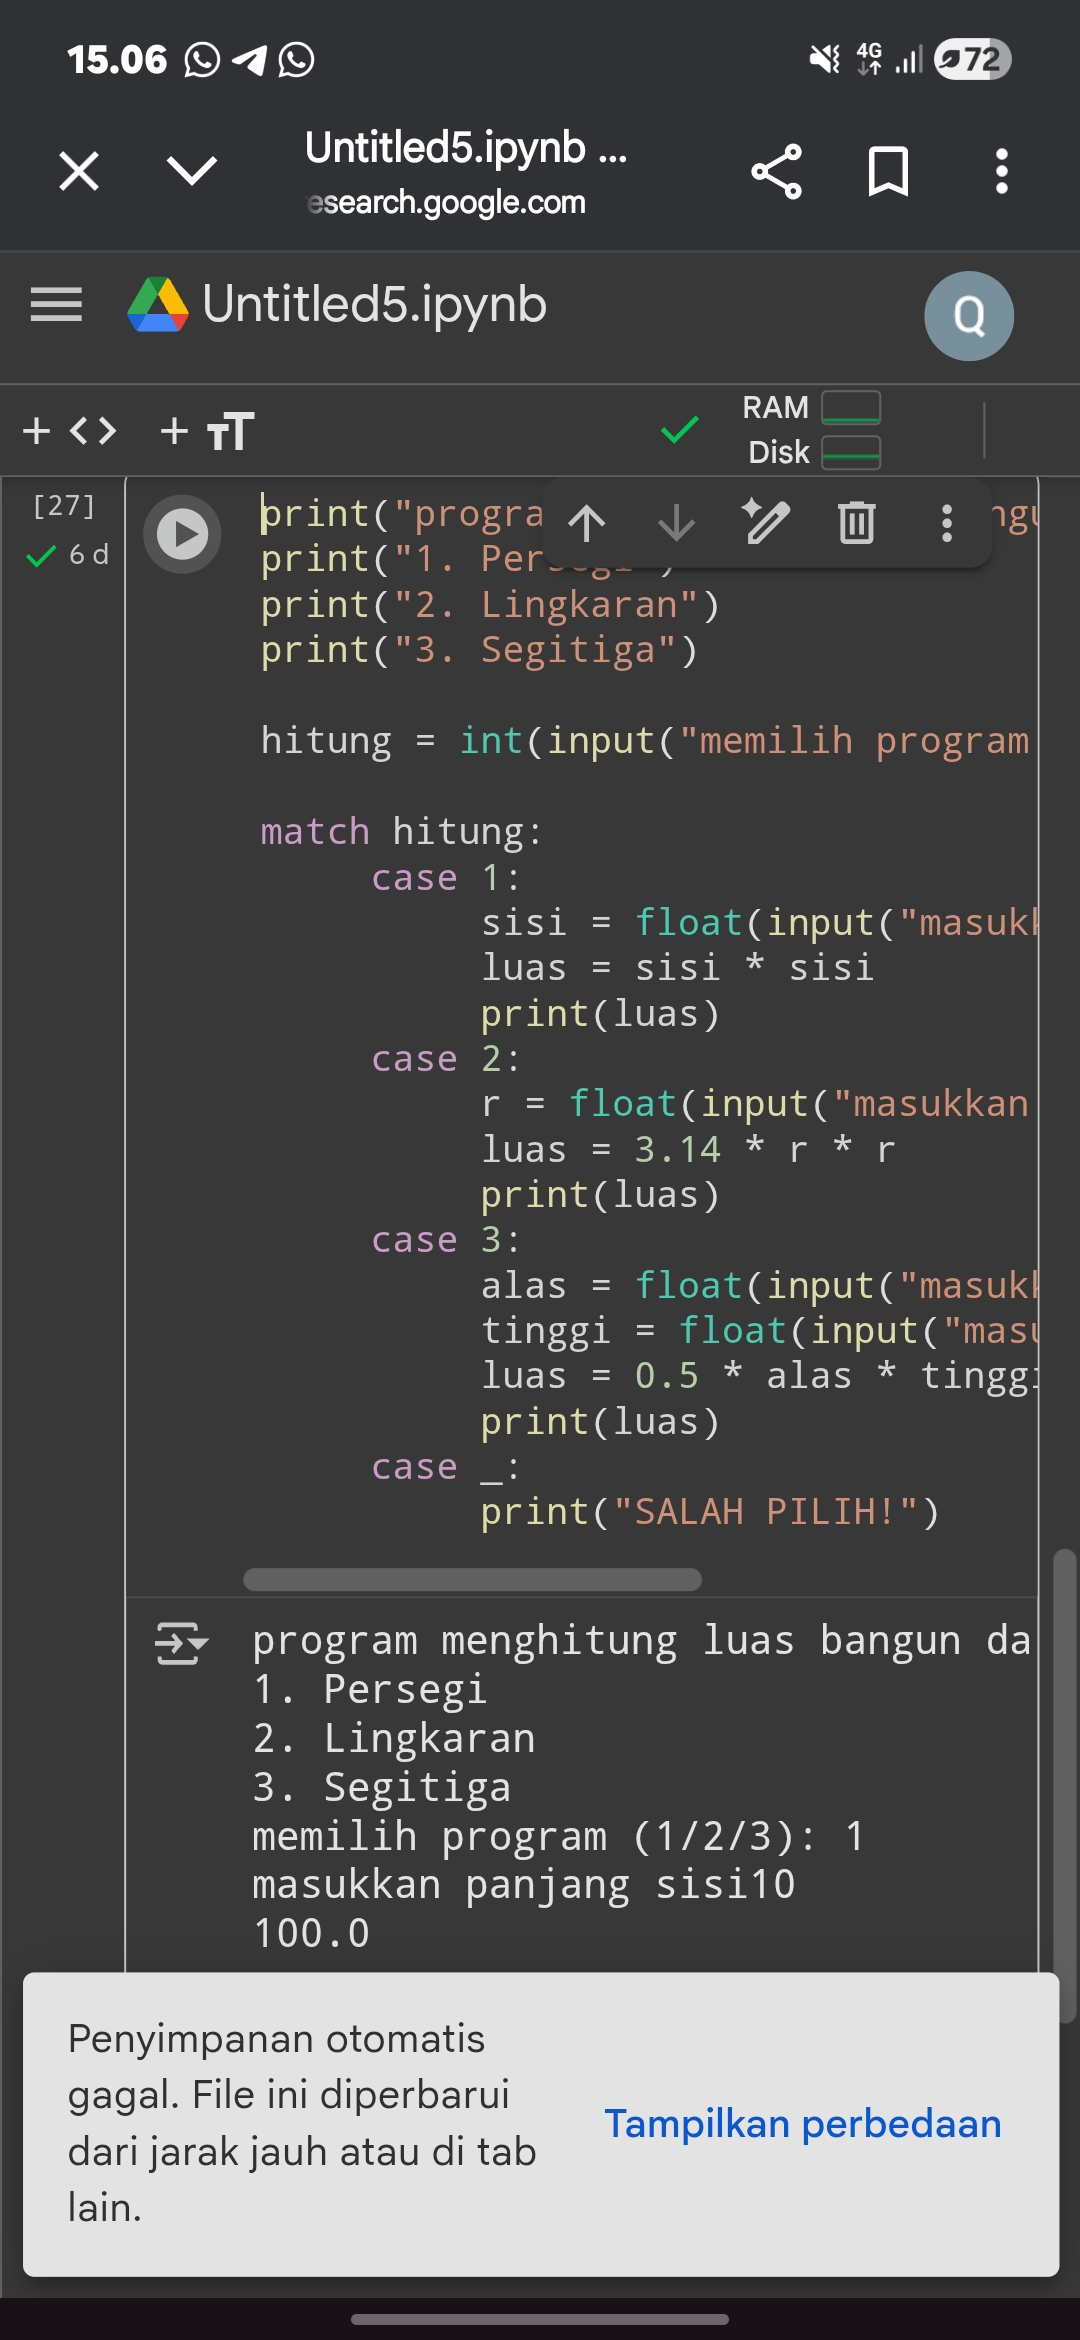 15.06 4G 72
Untitled5.ipynb ...
esearch.google.com
Untitled5.ipynb Q
+ <> + TT RAM
Disk
[27] print("progra ngu
6 d print("1. Persegi")
print("2. Lingkaran")
print("3. Segitiga")
hitung = int(input("memilih program
match hitung:
case 1:
sisi = float(input("masukk
luas = sisi * sisi
print(luas)
case 2:
r = float(input("masukkan
luas = 3.14 * r * r
print(luas)
case 3:
alas = float(input("masukk
tinggi = float(input("masu
luas = 0.5 * alas * tinggi
print(luas)
case _:
print("SALAH PILIH!")
program menghitung luas bangun da
1. Persegi
2. Lingkaran
3. Segitiga
memilih program (1/2/3): 1
masukkan panjang sisi10
100.0
Penyimpanan otomatis
gagal. File ini diperbarui
dari jarak jauh atau di tab
lain.
Tampilkan perbedaan